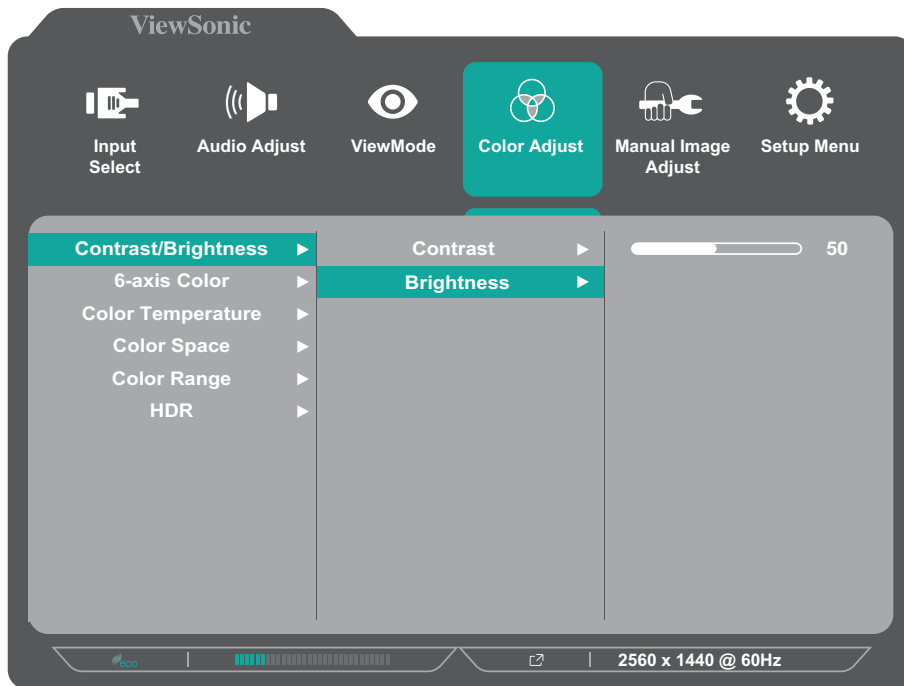 ViewSonic
Input
Select
Audio Adjust
ViewMode
Color Adjust
Manual Image
Adjust
Setup Menu
Contrast/Brightness
6-axis Color
Color Temperature
Color Space
Color Range
HDR
Contrast
Brightness
50
eco
2560 x 1440 @ 60Hz